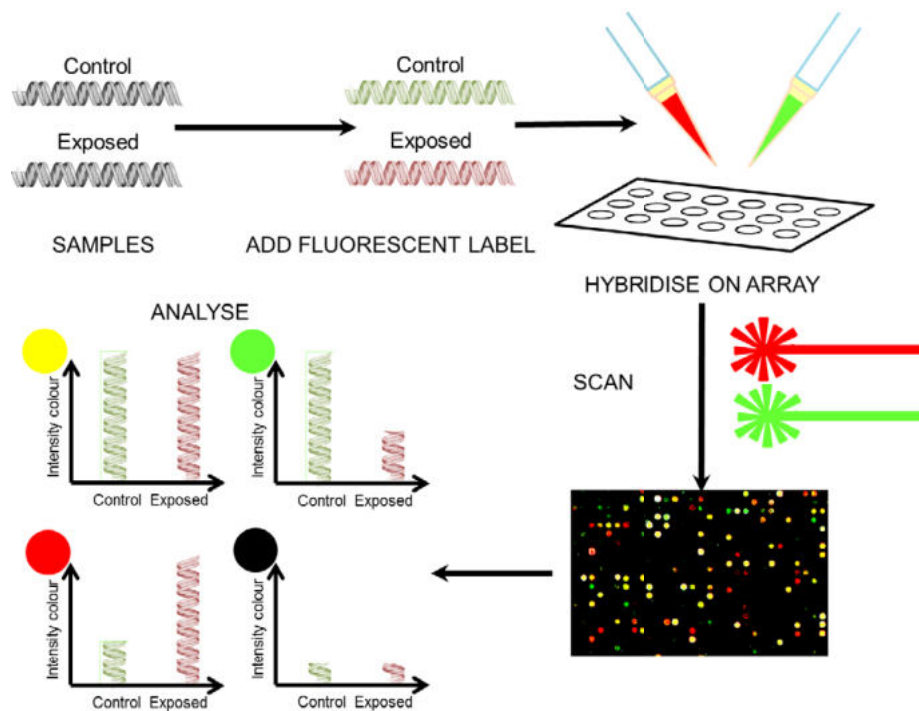 Control
Exposed
SAMPLES
Control
Exposed
ADD FLUORESCENT LABEL
HYBRIDISE ON ARRAY
SCAN
ANALYSE
Intensity colour
Control Exposed
Intensity colour
Control Exposed
Intensity colour
Control Exposed
Intensity colour
Control Exposed